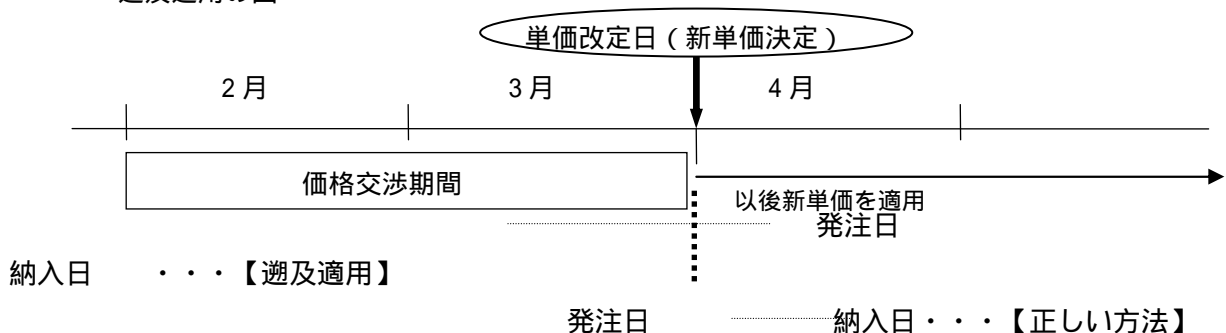 遡及適用の図
単価改定日(新単価決定)
2月 3月 4月
価格交渉期間
以後新単価を適用
発注日
納入日 ・・・【遡及適用】
発注日 納入日・・・【正しい方法】